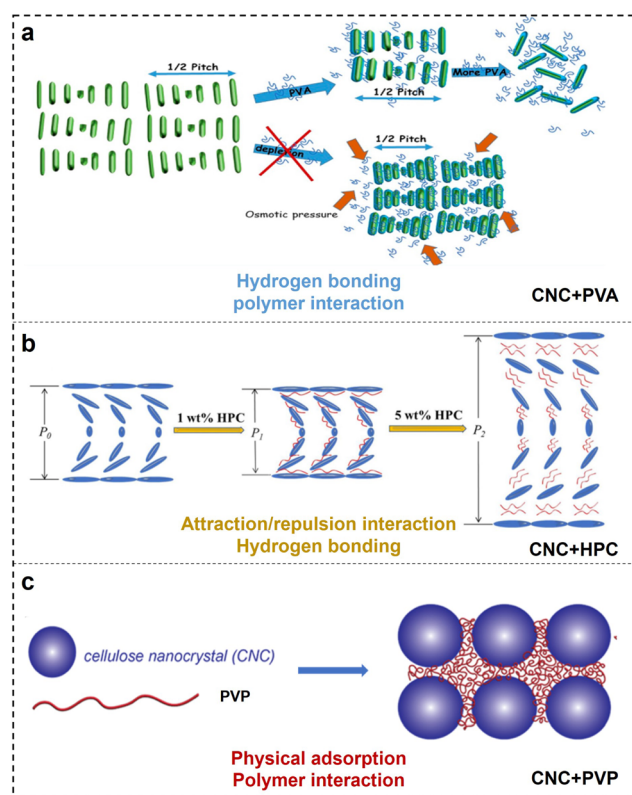 a
1/2 Pitch
PVA
1/2 Pitch
More PVA
depletion
1/2 Pitch
Osmotic pressure
Hydrogen bonding
polymer interaction
CNC+PVA
b
P0
1 wt% HPC
P1
5 wt% HPC
P2
Attraction/repulsion interaction
Hydrogen bonding
CNC+HPC
c
cellulose nanocrystal (CNC)
PVP
Physical adsorption
Polymer interaction
CNC+PVP